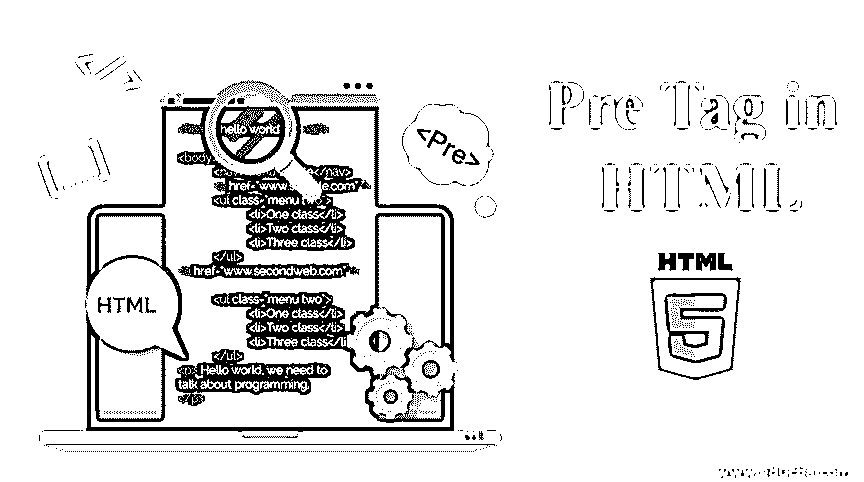 </>
Pre Tag in
HTML
[...]
hello world
<Pre>
<body
</nav>
href="www.s
e.com"
<ul class="menu two">
<li>One class</li>
<li>Two class</li>
<li>Three class</li>
</ul>
href="www.secondweb.com"
HTML
<ul class="menu two">
<li>One class</li>
<li>Two class</li>
<li>Three class</li
</ul>
<p> Hello world, we need to
talk about programming.
</p>
HTML
5